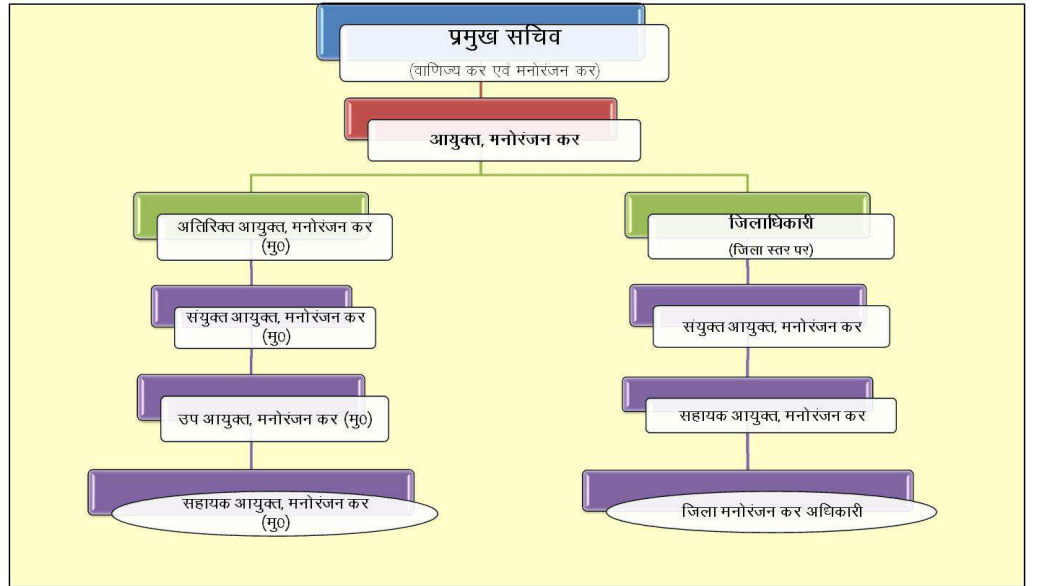 प्रमुख सचिव
(वाणिज्य कर एवं मनोरंजन कर)
आयुक्त, मनोरंजन कर
अतिरिक्त आयुक्त, मनोरंजन कर
(मु0)
संयुक्त आयुक्त, मनोरंजन कर
(मु0)
उप आयुक्त, मनोरंजन कर (मु0)
सहायक आयुक्त, मनोरंजन कर
(मु0)
जिलाधिकारी
(जिला स्तर पर)
संयुक्त आयुक्त, मनोरंजन कर
सहायक आयुक्त, मनोरंजन कर
जिला मनोरंजन कर अधिकारी